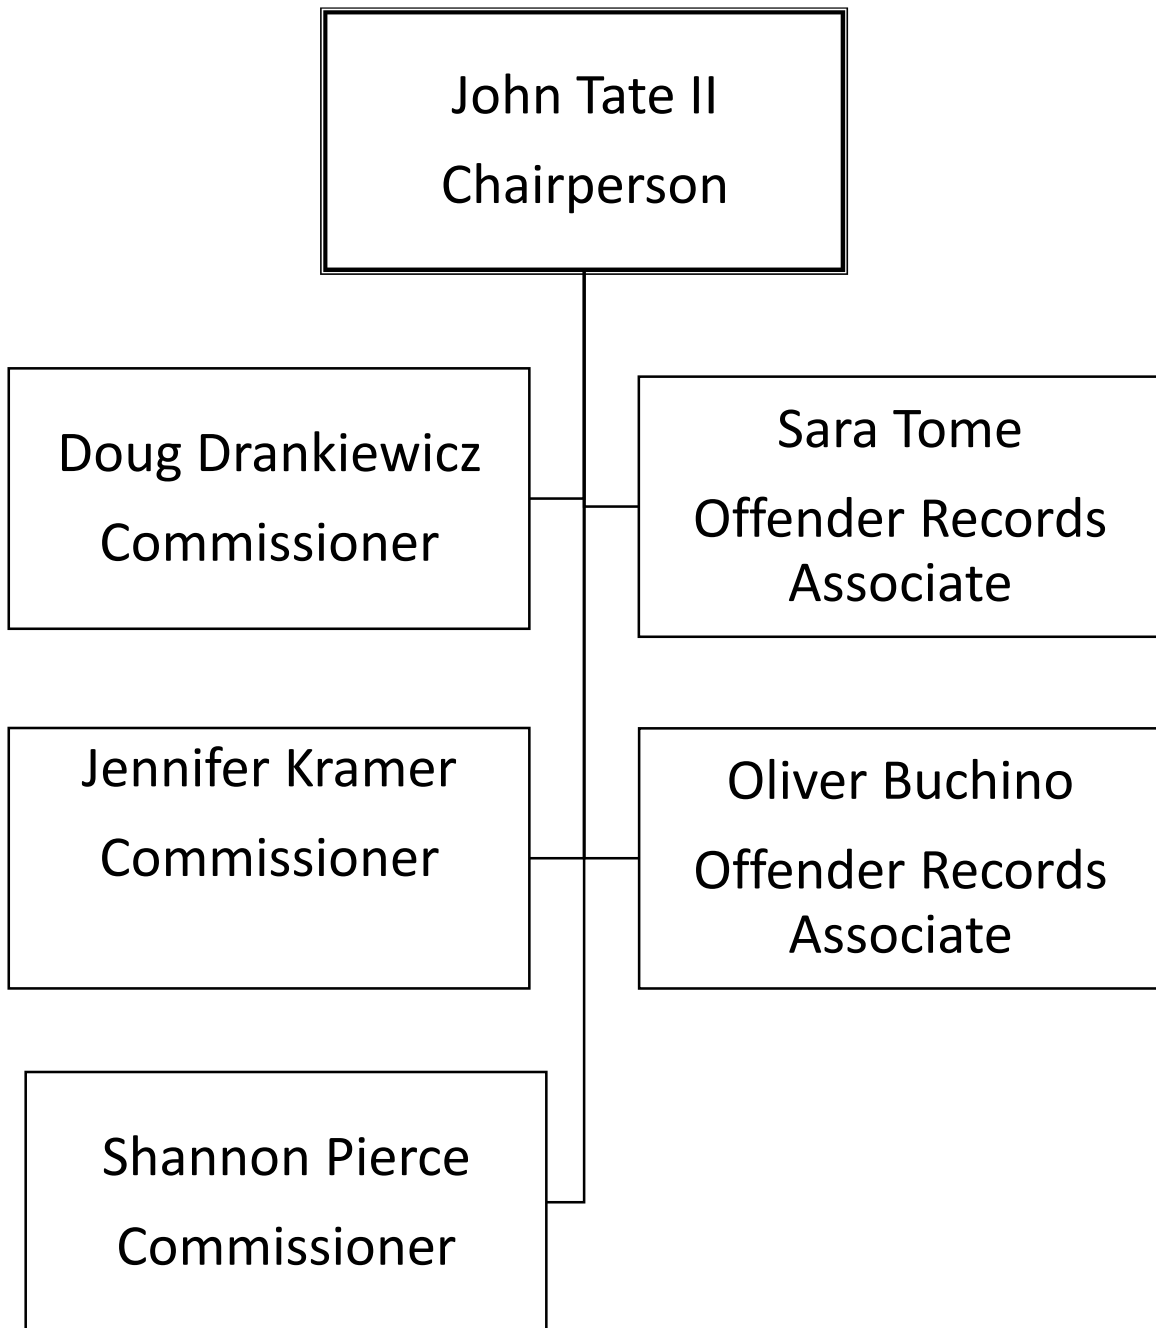 John Tate II
Chairperson
Doug Drankiewicz
Commissioner
Sara Tome
Offender Records
Associate
Jennifer Kramer
Commissioner
Oliver Buchino
Offender Records
Associate
Shannon Pierce
Commissioner